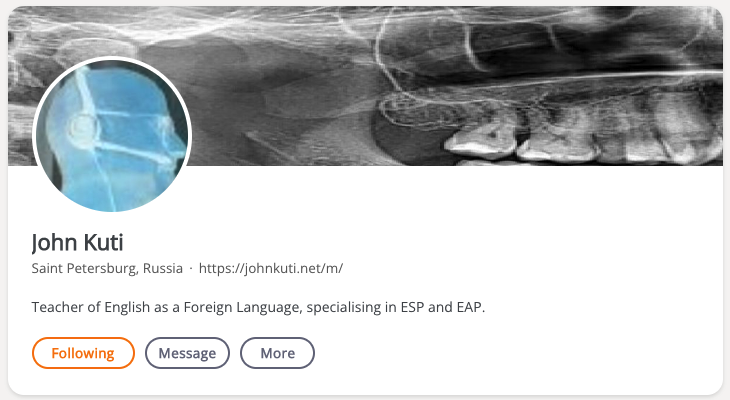 John Kuti
Saint Petersburg, Russia · https://johnkuti.net/m/
Teacher of English as a Foreign Language, specialising in ESP and EAP.
Following Message More